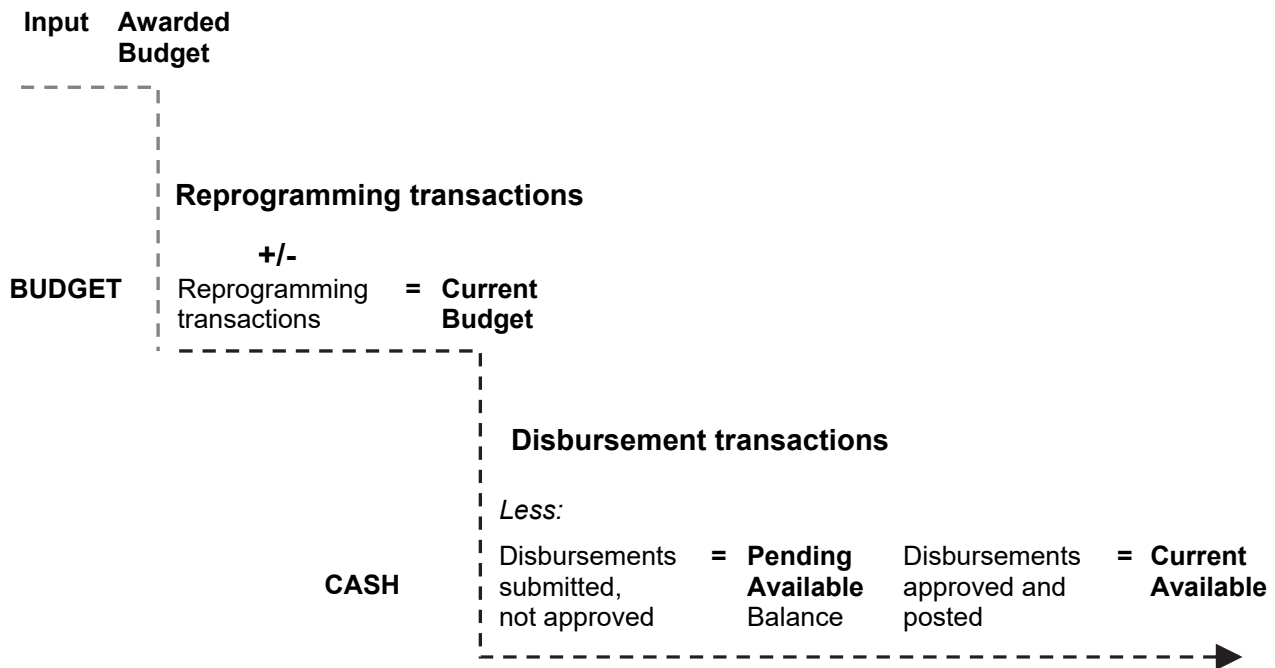 Input Awarded
Budget
Reprogramming transactions
+/-
BUDGET Reprogramming = Current
transactions Budget
Disbursement transactions
Less:
Disbursements = Pending Disbursements = Current
CASH submitted, Available approved and Available
not approved Balance posted